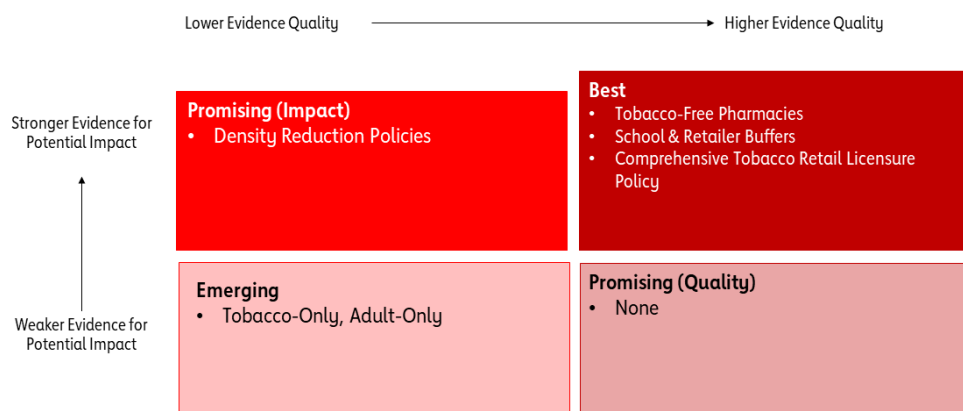 Lower Evidence Quality
Higher Evidence Quality
Stronger Evidence for
Potential Impact
Weaker Evidence for
Potential Impact
Promising (Impact)
• Density Reduction Policies
Best
• Tobacco-Free Pharmacies
• School & Retailer Buffers
• Comprehensive Tobacco Retail Licensure
Policy
Emerging
• Tobacco-Only, Adult-Only
Promising (Quality)
• None